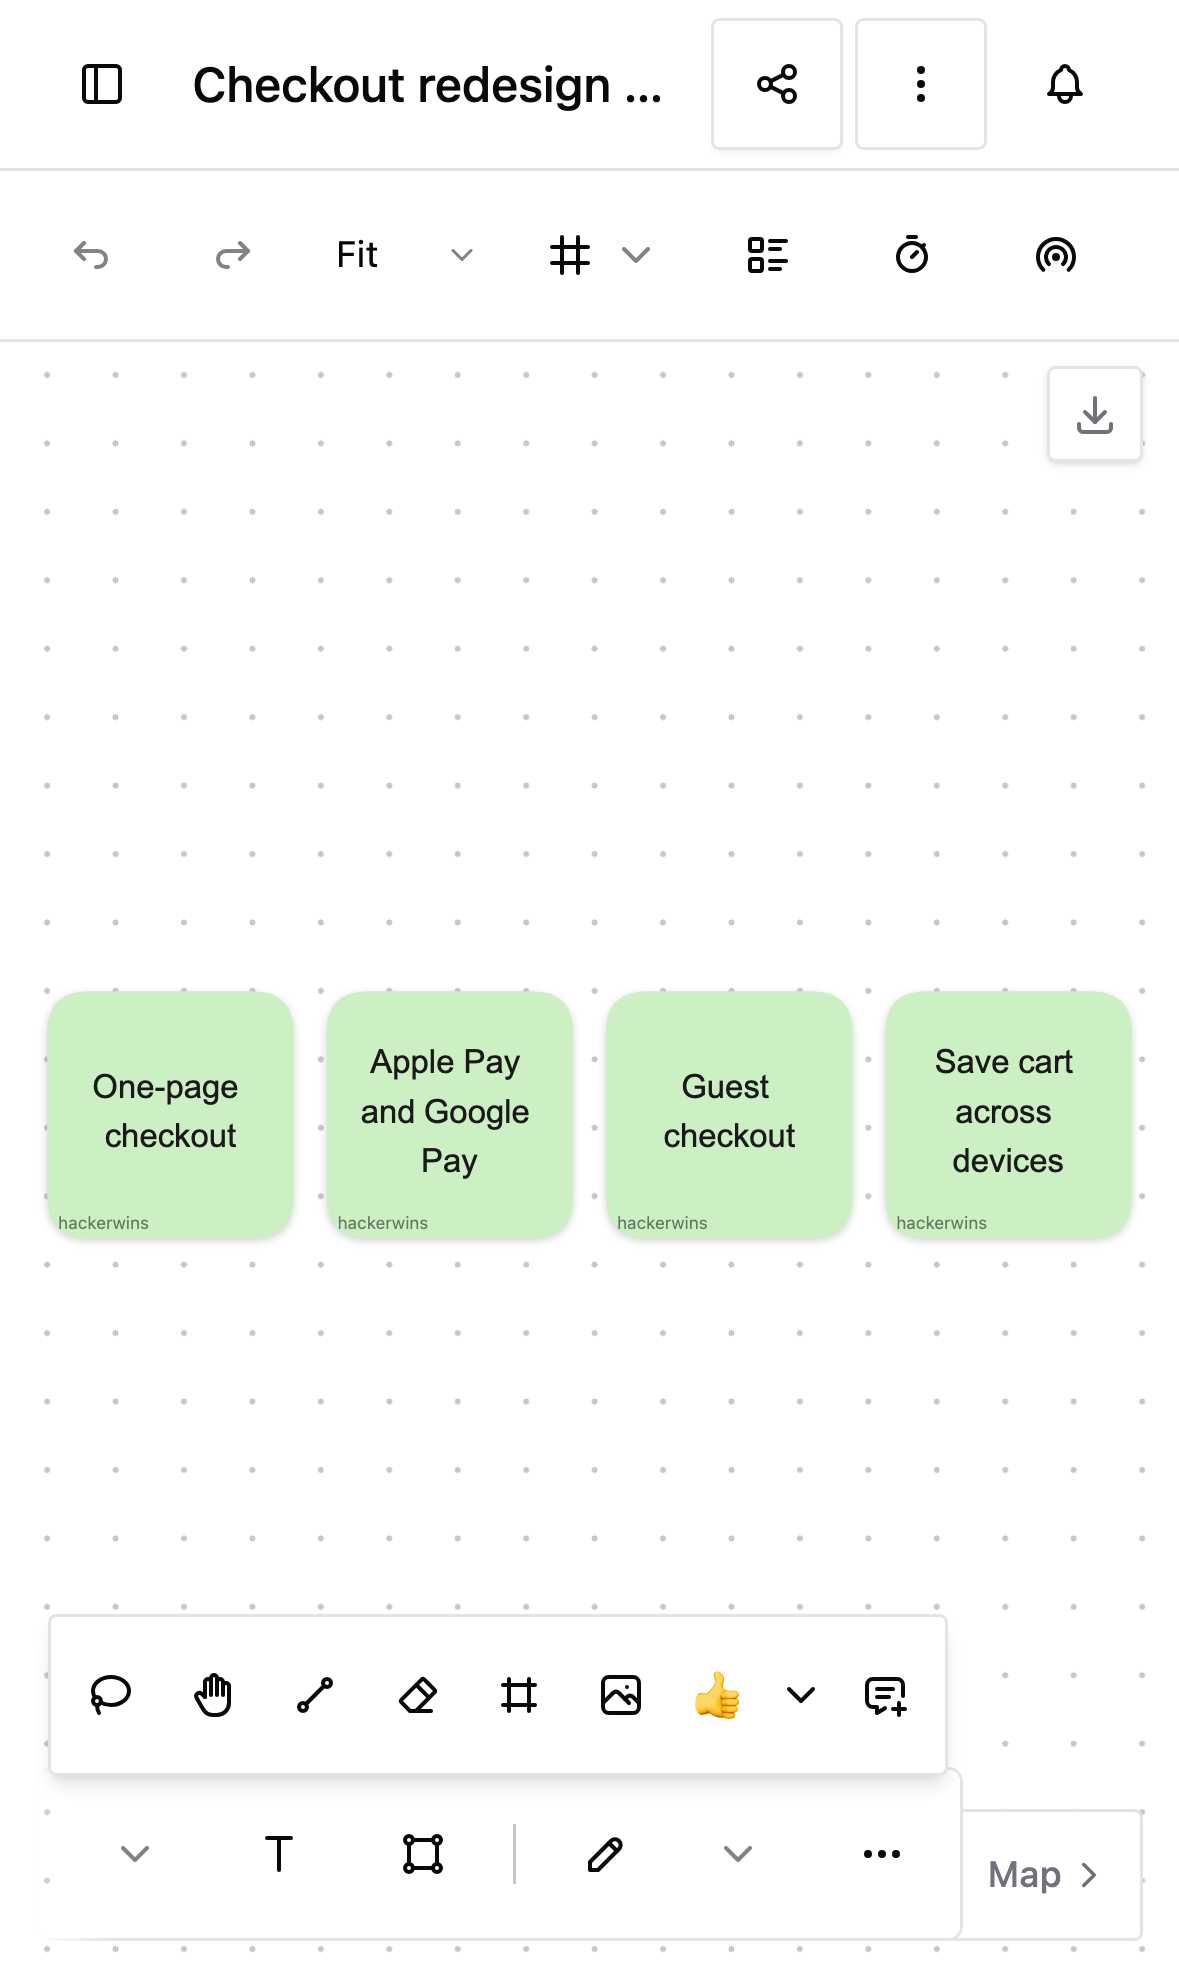 Checkout redesign ...
Fit
One-page
checkout
hackerwins
Apple Pay
and Google
Pay
hackerwins
Guest
checkout
hackerwins
Save cart
across
devices
hackerwins
Map